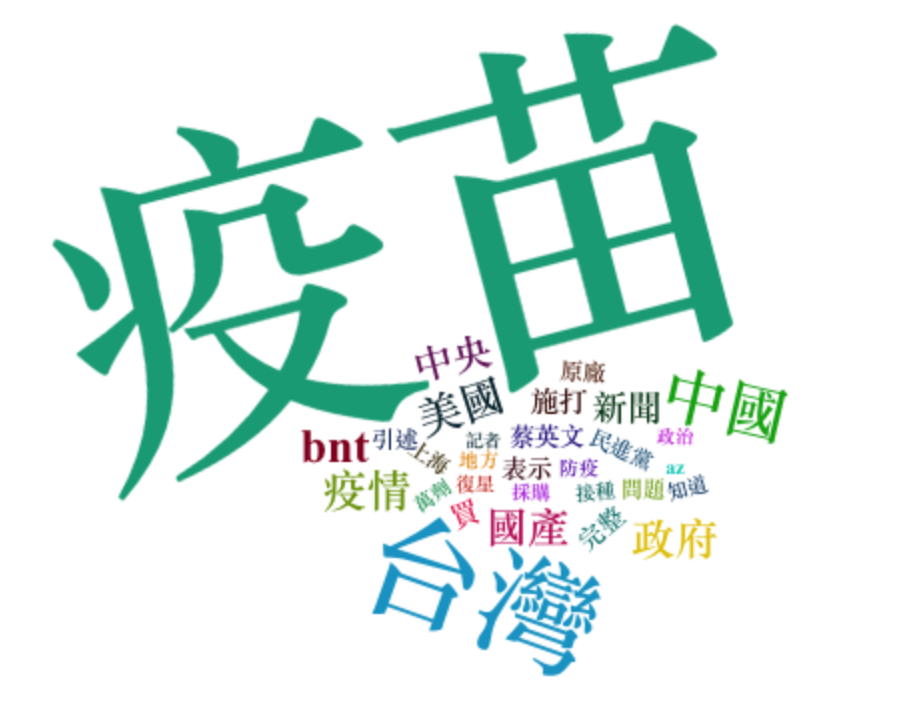 疫苗
中央
原廠
美國
施打
新聞
中國
bnt
引述
上海
記者
蔡英文
民進黨
政治
地方
表示
防疫
az
疫情
萬劑
復星
採購
接種
問題
知道
買
國產
完整
政府
台灣